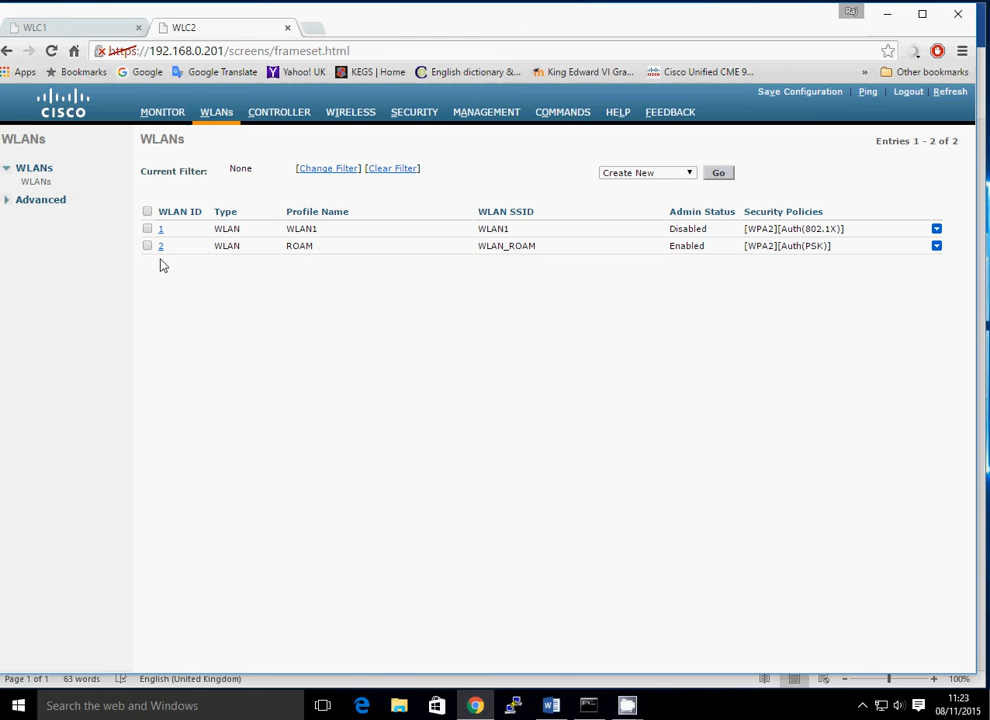 Raj
WLC1
WLC2
https://192.168.0.201/screens/frameset.html
Apps Bookmarks Google Google Translate Yahoo! UK KEGS | Home English dictionary &... King Edward VI Gra... Cisco Unified CME 9... » Other bookmarks
Save Configuration | Ping | Logout | Refresh
CISCO
MONITOR WLANs CONTROLLER WIRELESS SECURITY MANAGEMENT COMMANDS HELP FEEDBACK
WLANs
WLANs
WLANs
Advanced
WLANs
Entries 1 - 2 of 2
Current Filter: None [Change Filter] [Clear Filter] Create New Go
WLAN ID Type Profile Name WLAN SSID Admin Status Security Policies
1 WLAN WLAN1 WLAN1 Disabled [WPA2][Auth(802.1X)]
2 WLAN ROAM WLAN_ROAM Enabled [WPA2][Auth(PSK)]
Page 1 of 1 63 words English (United Kingdom) 100%
Search the web and Windows
11:23
08/11/2015